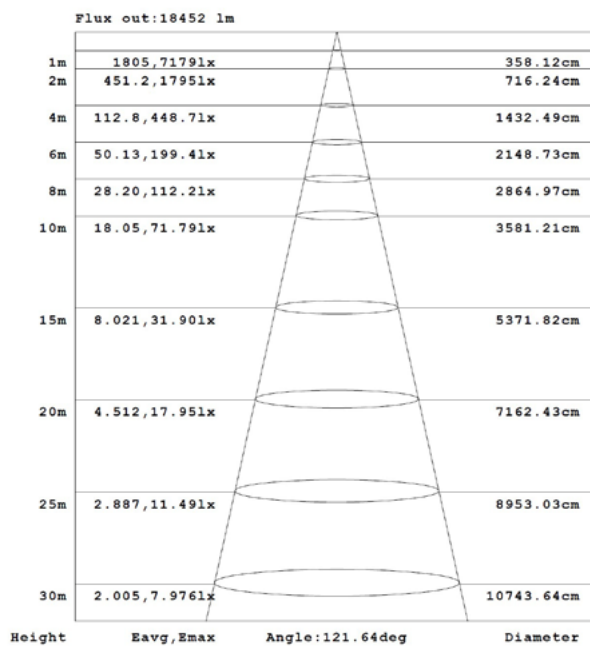 Flux out:18452 lm
1m 1805,7179lx 358.12cm
2m 451.2,1795lx 716.24cm
4m 112.8,448.7lx 1432.49cm
6m 50.13,199.4lx 2148.73cm
8m 28.20,112.2lx 2864.97cm
10m 18.05,71.79lx 3581.21cm
15m 8.021,31.90lx 5371.82cm
20m 4.512,17.95lx 7162.43cm
25m 2.887,11.49lx 8953.03cm
30m 2.005,7.976lx 10743.64cm
Height Eavg,Emax Angle:121.64deg Diameter